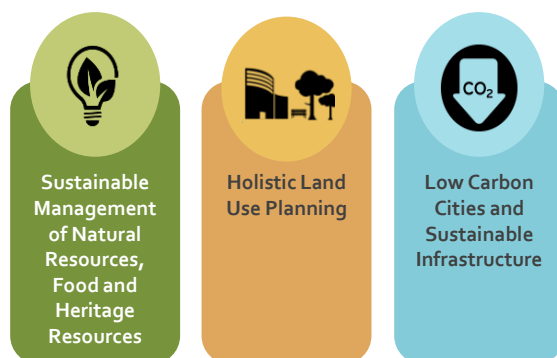 Sustainable
Management
of Natural
Resources,
Food and
Heritage
Resources
Holistic Land
Use Planning
CO₂
Low Carbon
Cities and
Sustainable
Infrastructure